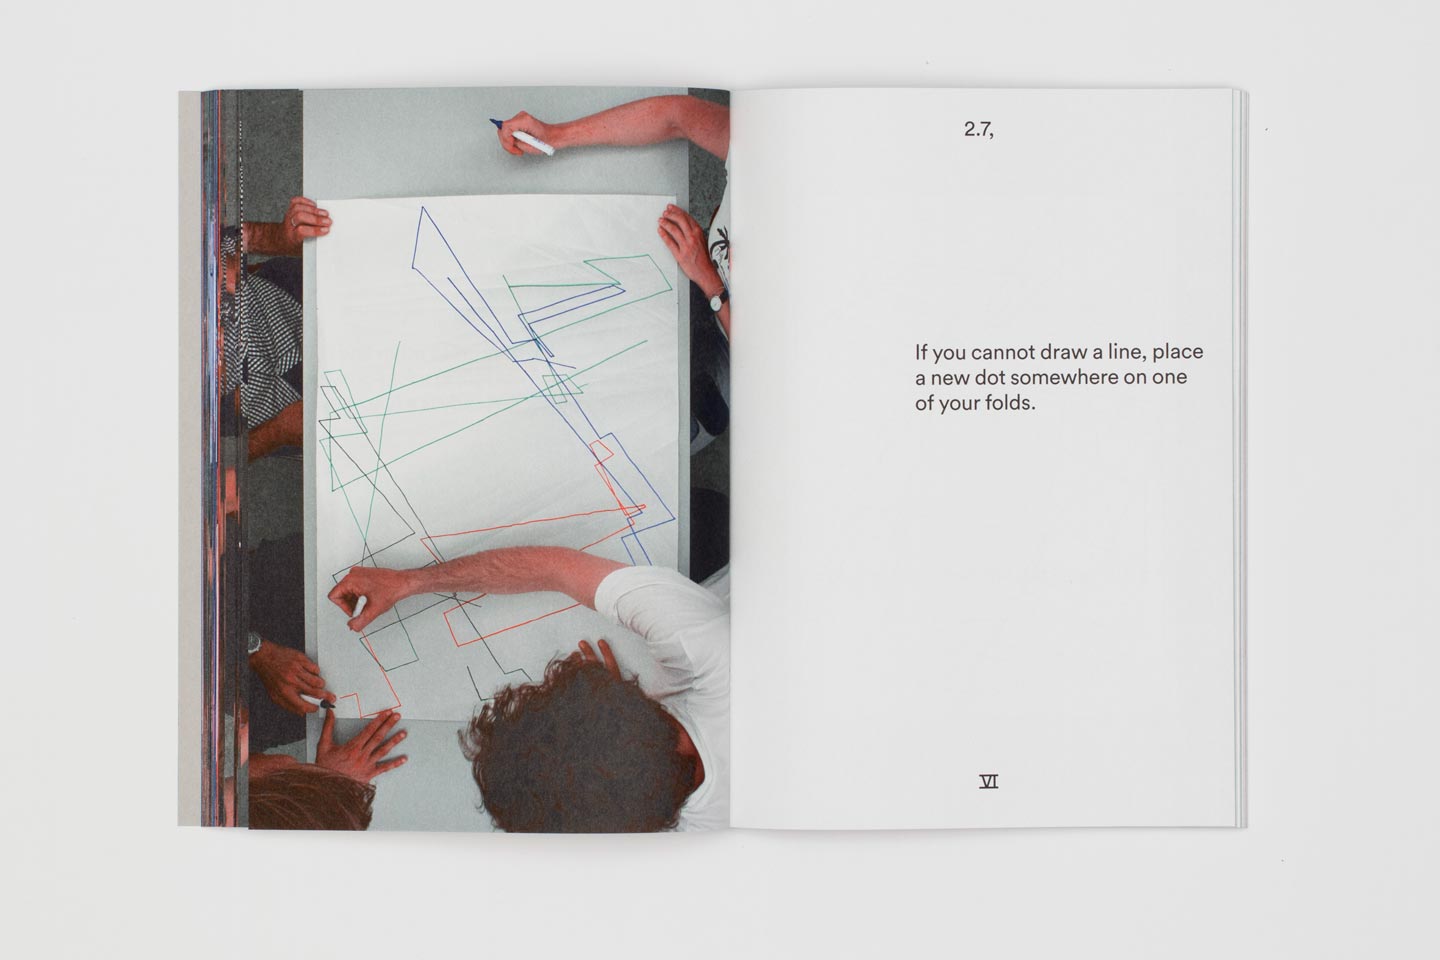 2.7,
If you cannot draw a line, place
a new dot somewhere on one
of your folds.
VI